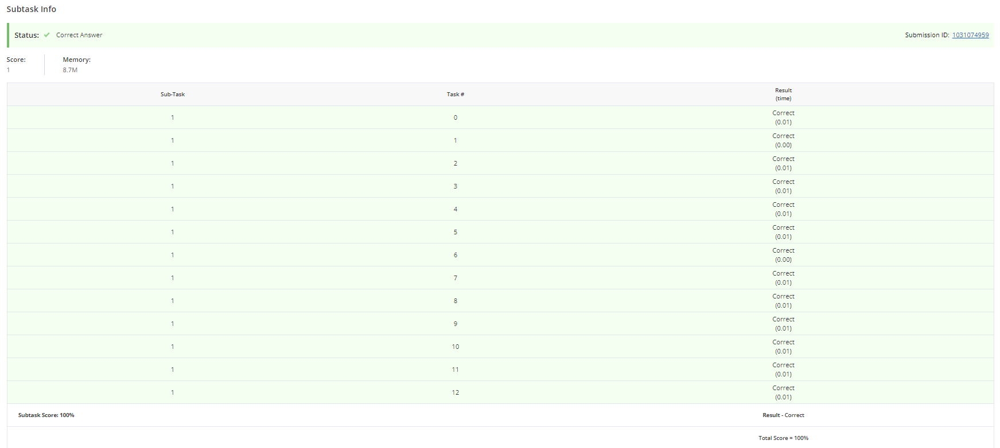 Subtask Info
Status: Correct Answer Submission ID: 1031074959
Score: Memory:
1 8.7M
Sub-Task Task # Result
(time)
1 0 Correct
(0.01)
1 1 Correct
(0.00)
1 2 Correct
(0.01)
1 3 Correct
(0.01)
1 4 Correct
(0.01)
1 5 Correct
(0.01)
1 6 Correct
(0.00)
1 7 Correct
(0.01)
1 8 Correct
(0.01)
1 9 Correct
(0.01)
1 10 Correct
(0.01)
1 11 Correct
(0.01)
1 12 Correct
(0.01)
Subtask Score: 100% Result - Correct
Total Score = 100%